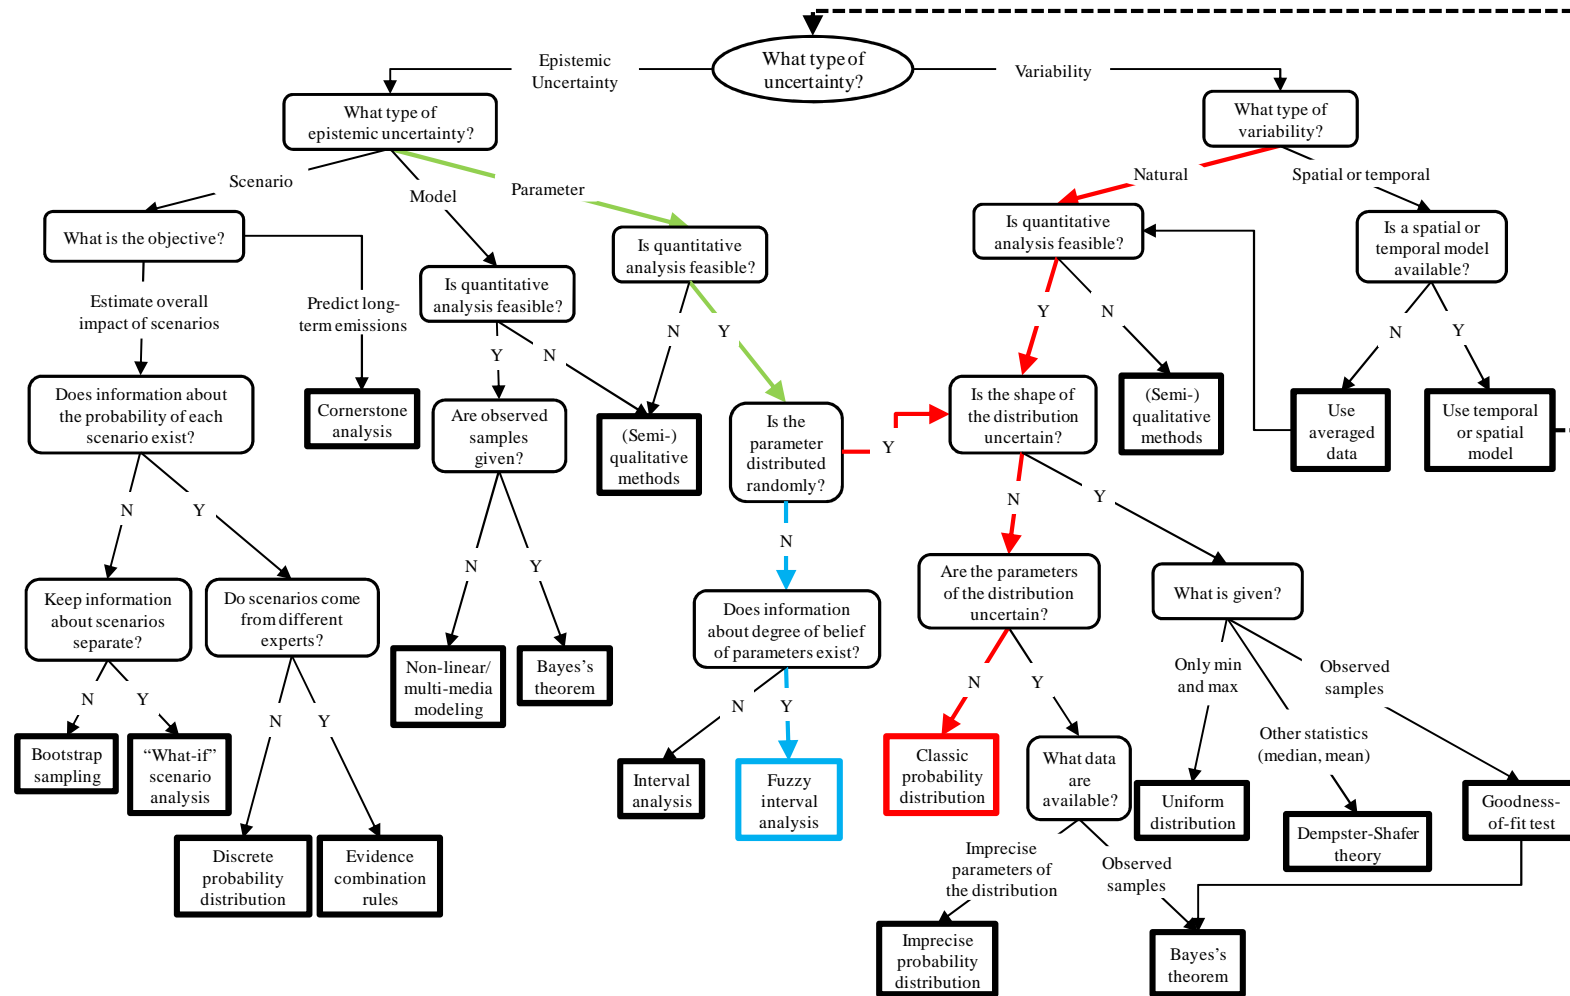 What type of
uncertainty?
Epistemic
Uncertainty
Variability
What type of
epistemic uncertainty?
What type of
variability?
Scenario
Model
Parameter
Natural
Spatial or temporal
What is the objective?
Is quantitative
analysis feasible?
Is quantitative
analysis feasible?
Is quantitative
analysis feasible?
Is a spatial or
temporal model
available?
Estimate overall
impact of scenarios
Predict long-
term emissions
Y
N
N
Y
Y
N
N
Y
Does information about
the probability of each
scenario exist?
Cornerstone
analysis
Are observed
samples
given?
(Semi-)
qualitative
methods
Is the
parameter
distributed
randomly?
Y
Is the shape of
the distribution
uncertain?
(Semi-)
qualitative
methods
Use
averaged
data
Use temporal
or spatial
model
N
Y
N
Y
N
N
Y
Keep information
about scenarios
separate?
Do scenarios come
from different
experts?
Non-linear/
multi-media
modeling
Bayes’s
theorem
Does information
about degree of belief
of parameters exist?
Are the parameters
of the distribution
uncertain?
What is given?
N
Y
N
Y
N
Y
N
Y
Only min
and max
Observed
samples
Other statistics
(median, mean)
Bootstrap
sampling
“What-if”
scenario
analysis
Interval
analysis
Fuzzy
interval
analysis
Classic
probability
distribution
What data
are
available?
Uniform
distribution
Dempster-Shafer
theory
Goodness-
of-fit test
Discrete
probability
distribution
Evidence
combination
rules
Imprecise
parameters of
the distribution
Observed
samples
Imprecise
probability
distribution
Bayes’s
theorem